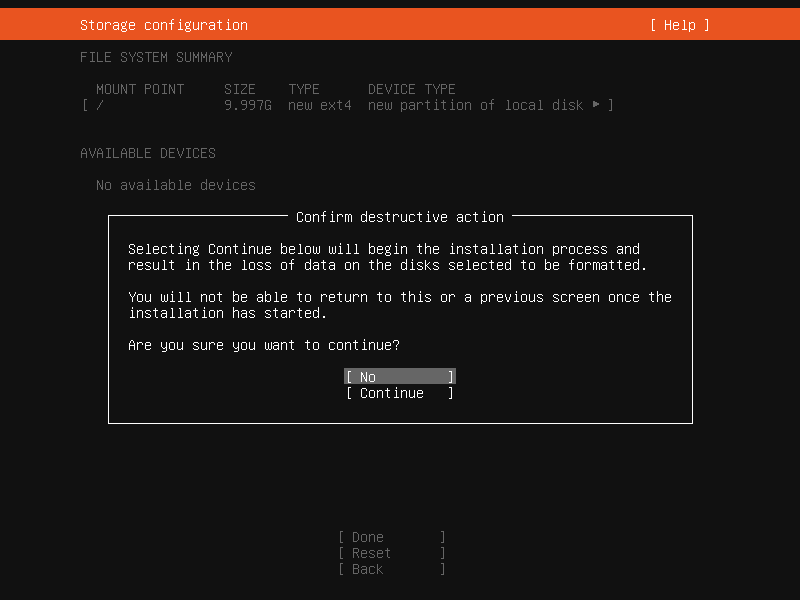 Storage configuration [ Help ]
FILE SYSTEM SUMMARY
MOUNT POINT SIZE TYPE DEVICE TYPE
[ / 9.997G new ext4 new partition of local disk ▸ ]
AVAILABLE DEVICES
No available devices
Confirm destructive action
Selecting Continue below will begin the installation process and
result in the loss of data on the disks selected to be formatted.
You will not be able to return to this or a previous screen once the
installation has started.
Are you sure you want to continue?
[ No ]
[ Continue ]
[ Done ]
[ Reset ]
[ Back ]